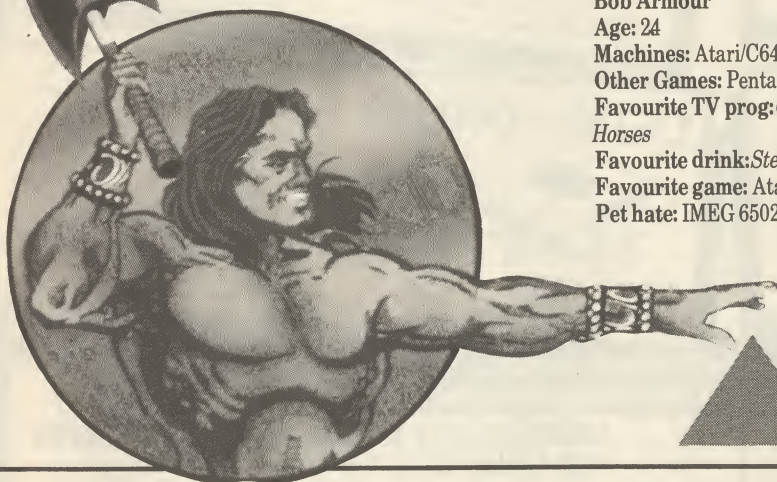 Bob Armour
Age: 24
Machines: Atari/C64
Other Games: Penta
Favourite TV prog:
Horses
Favourite drink:Ste
Favourite game: Ata
Pet hate: IMEG 6502